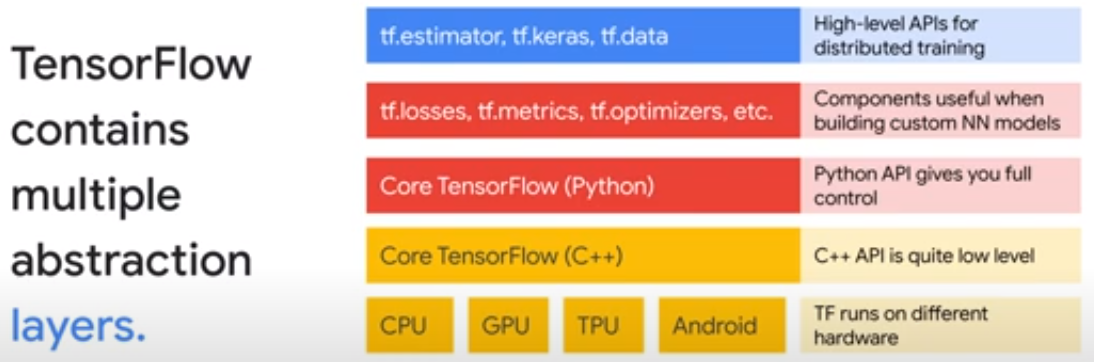 TensorFlow
contains
multiple
abstraction
layers.
tf.estimator, tf.keras, tf.data
High-level APIs for
distributed training
tf.losses, tf.metrics, tf.optimizers, etc.
Components useful when
building custom NN models
Core TensorFlow (Python)
Python API gives you full
control
Core TensorFlow (C++)
C++ API is quite low level
CPU
GPU
TPU
Android
TF runs on different
hardware